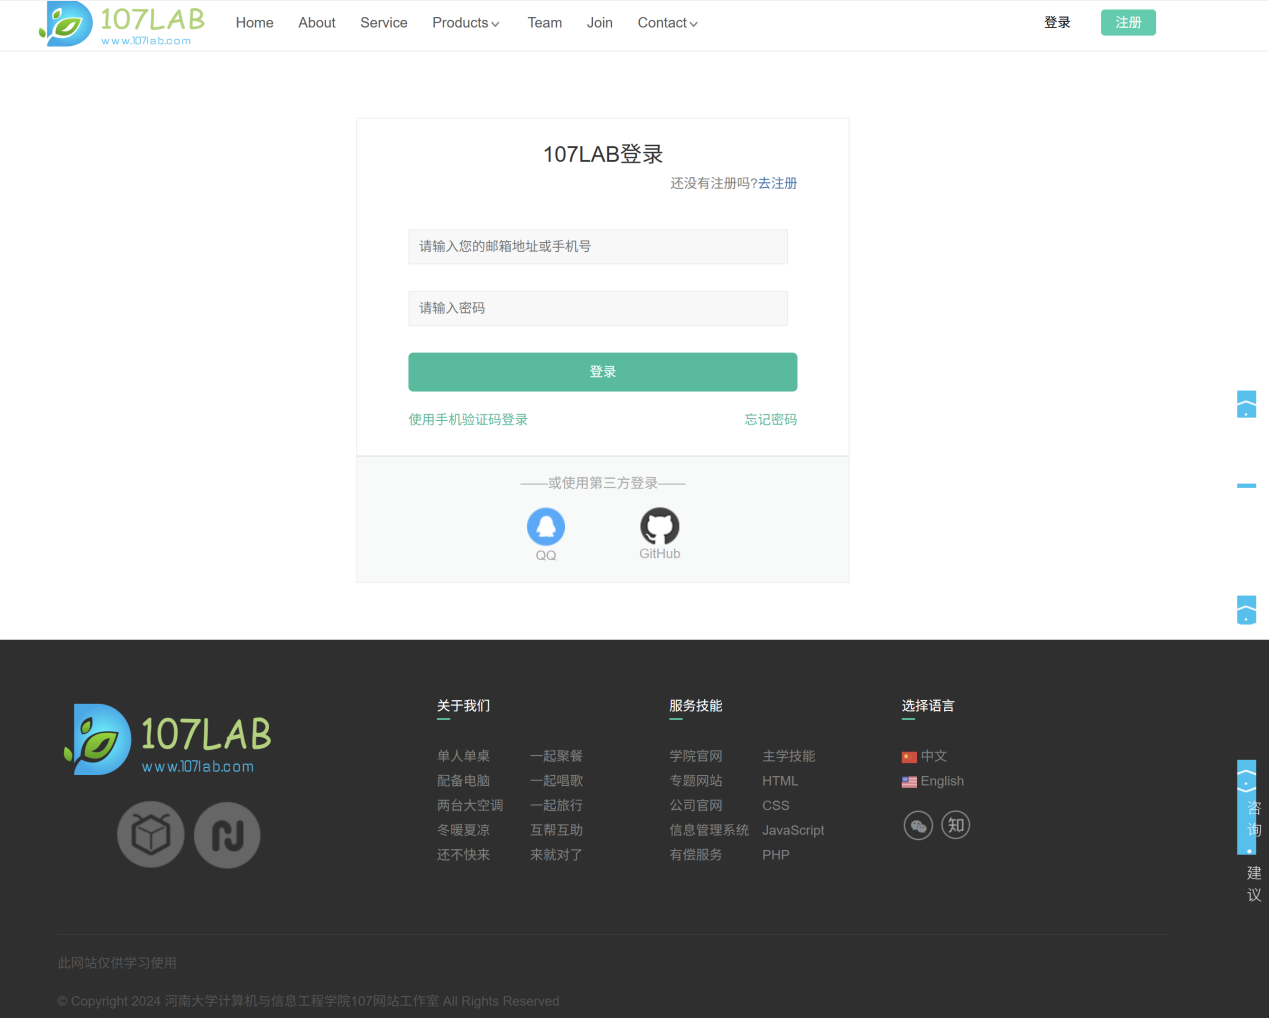 107LAB
www.107lab.com
Home About Service Products Team Join Contact 登录 注册
107LAB登录
还没有注册吗?去注册
请输入您的邮箱地址或手机号
请输入密码
登录
使用手机验证码登录 忘记密码
——或使用第三方登录——
QQ GitHub
107LAB
www.107lab.com
关于我们
单人单桌 一起聚餐
配备电脑 一起唱歌
两台大空调 一起旅行
冬暖夏凉 互帮互助
还不快来 来就对了
服务技能
学院官网 主学技能
专题网站 HTML
公司官网 CSS
信息管理系统 JavaScript
有偿服务 PHP
选择语言
中文
English
知
咨
询
•
建
议
此网站仅供学习使用
© Copyright 2024 河南大学计算机与信息工程学院107网站工作室 All Rights Reserved